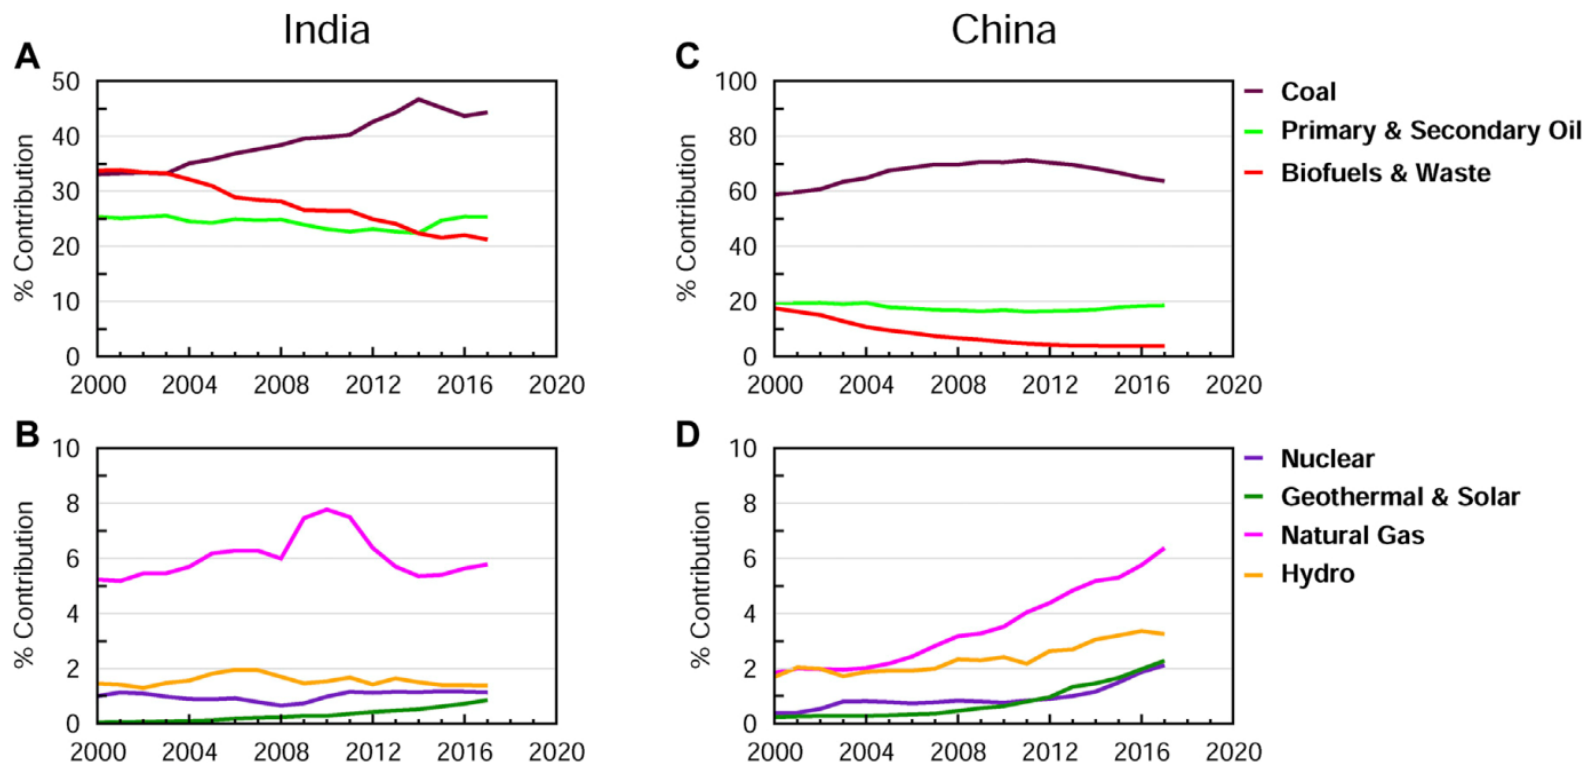 India
China
A
50
40
30
20
10
0
% Contribution
2000 2004 2008 2012 2016 2020
C
100
80
60
40
20
0
% Contribution
2000 2004 2008 2012 2016 2020
Coal
Primary & Secondary Oil
Biofuels & Waste
B
10
8
6
4
2
0
% Contribution
2000 2004 2008 2012 2016 2020
D
10
8
6
4
2
0
% Contribution
2000 2004 2008 2012 2016 2020
Nuclear
Geothermal & Solar
Natural Gas
Hydro